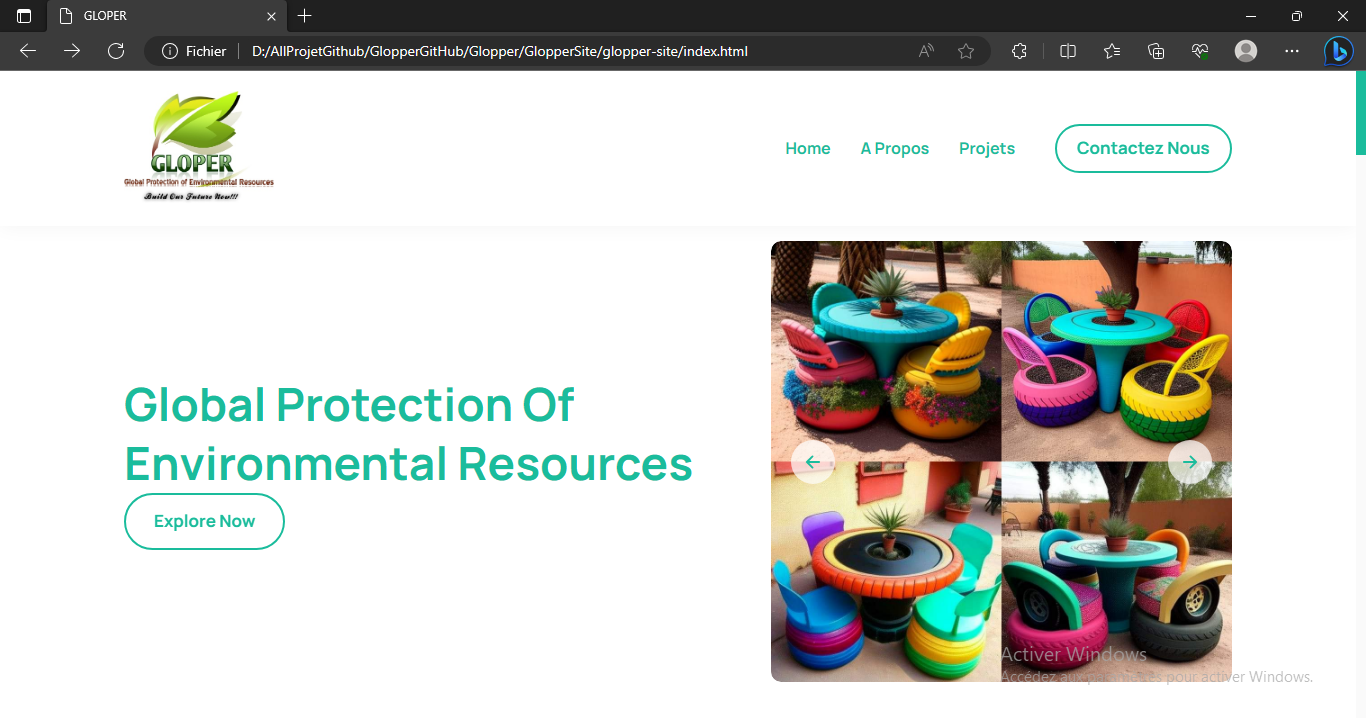 GLOPER
Fichier
D:/AllProjetGithub/GlopperGitHub/Glopper/GlopperSite/glopper-site/index.html
GLOPER
Global Protection of Environmental Resources
Build Our Future Now!!!
Home
A Propos
Projets
Contactez Nous
Global Protection Of
Environmental Resources
Explore Now
Activer Windows
Accédez aux paramètres pour activer Windows.